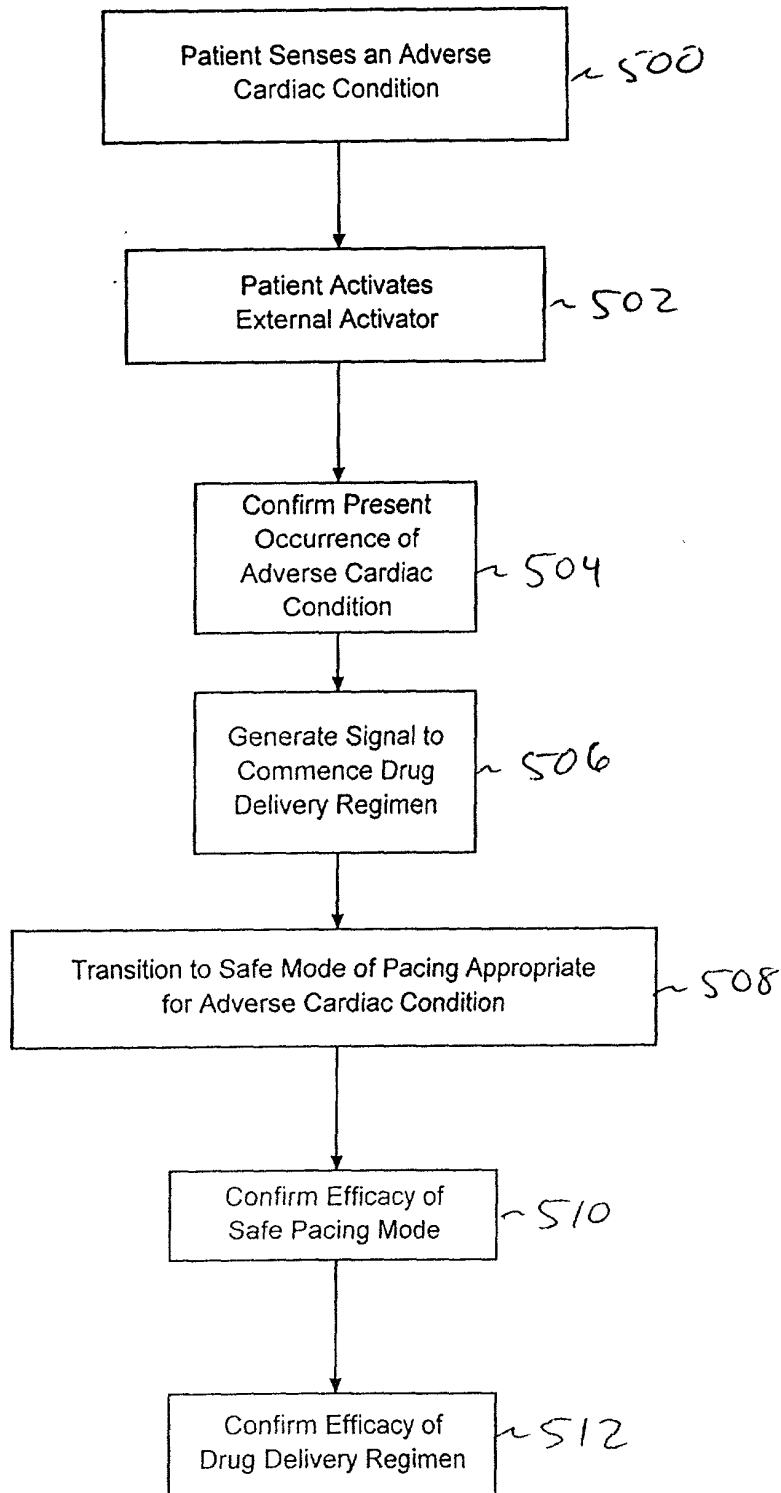 Patient Senses an Adverse
Cardiac Condition
~ 500
Patient Activates
External Activator
~ 502
Confirm Present
Occurrence of
Adverse Cardiac
Condition
~ 504
Generate Signal to
Commence Drug
Delivery Regimen
~ 506
Transition to Safe Mode of Pacing Appropriate
for Adverse Cardiac Condition
~ 508
Confirm Efficacy of
Safe Pacing Mode
~ 510
Confirm Efficacy of
Drug Delivery Regimen
~ 512